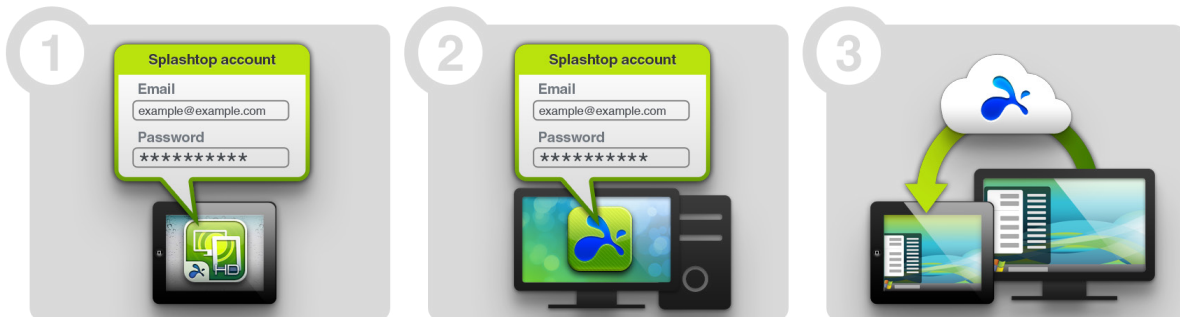 1
Splashtop account
Email
example@example.com
Password
**********
HD
2
Splashtop account
Email
example@example.com
Password
**********
3